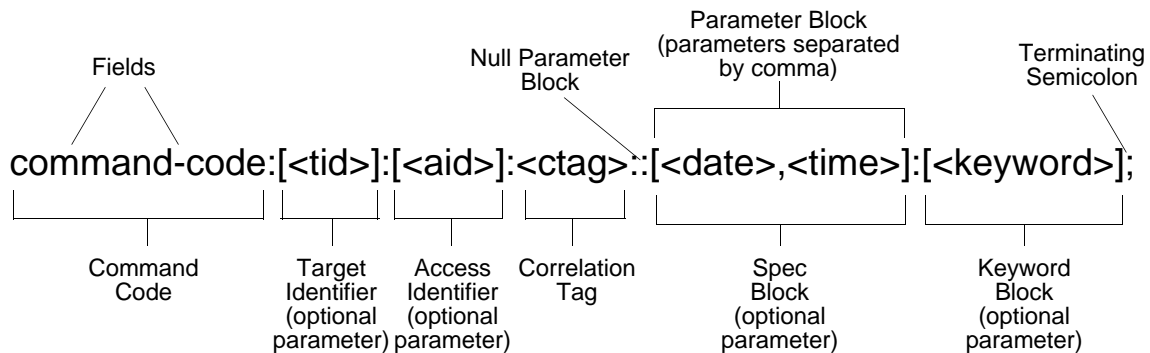 Fields
Null Parameter
Block
Parameter Block
(parameters separated
by comma)
Terminating
Semicolon
command-code:[<tid>]:[<aid>]:<ctag>::[<date>,<time>]:[<keyword>];
Command
Code
Target
Identifier
(optional
parameter)
Access
Identifier
(optional
parameter)
Correlation
Tag
Spec
Block
(optional
parameter)
Keyword
Block
(optional
parameter)